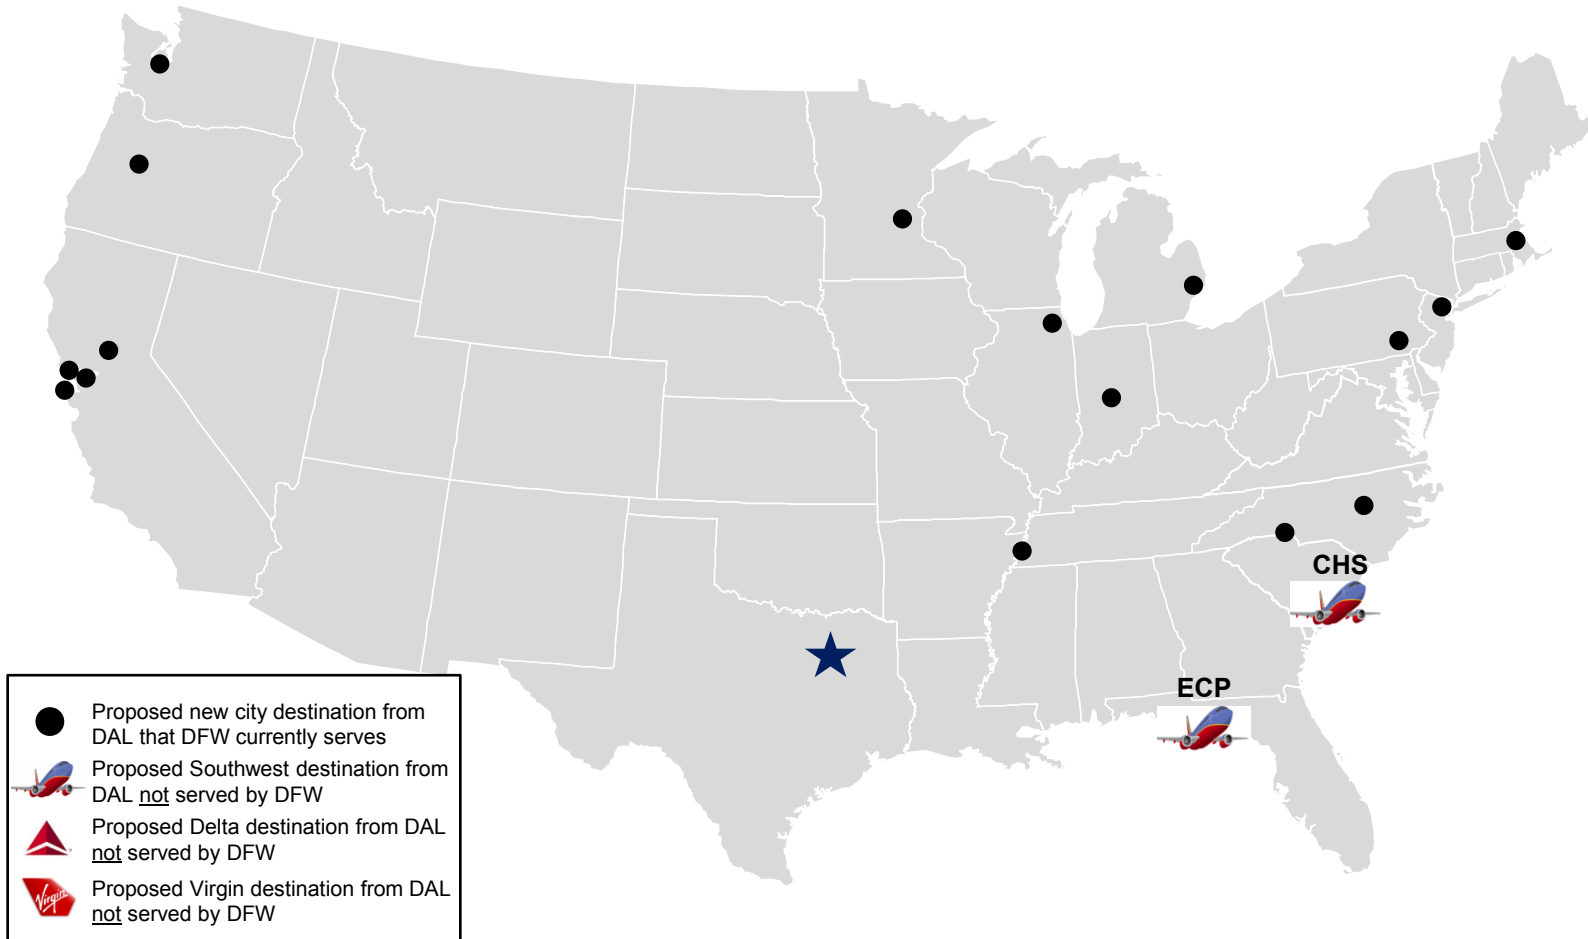 CHS
ECP
Proposed new city destination from
DAL that DFW currently serves
Proposed Southwest destination from
DAL not served by DFW
Proposed Delta destination from DAL
not served by DFW
Virgin
Proposed Virgin destination from DAL
not served by DFW